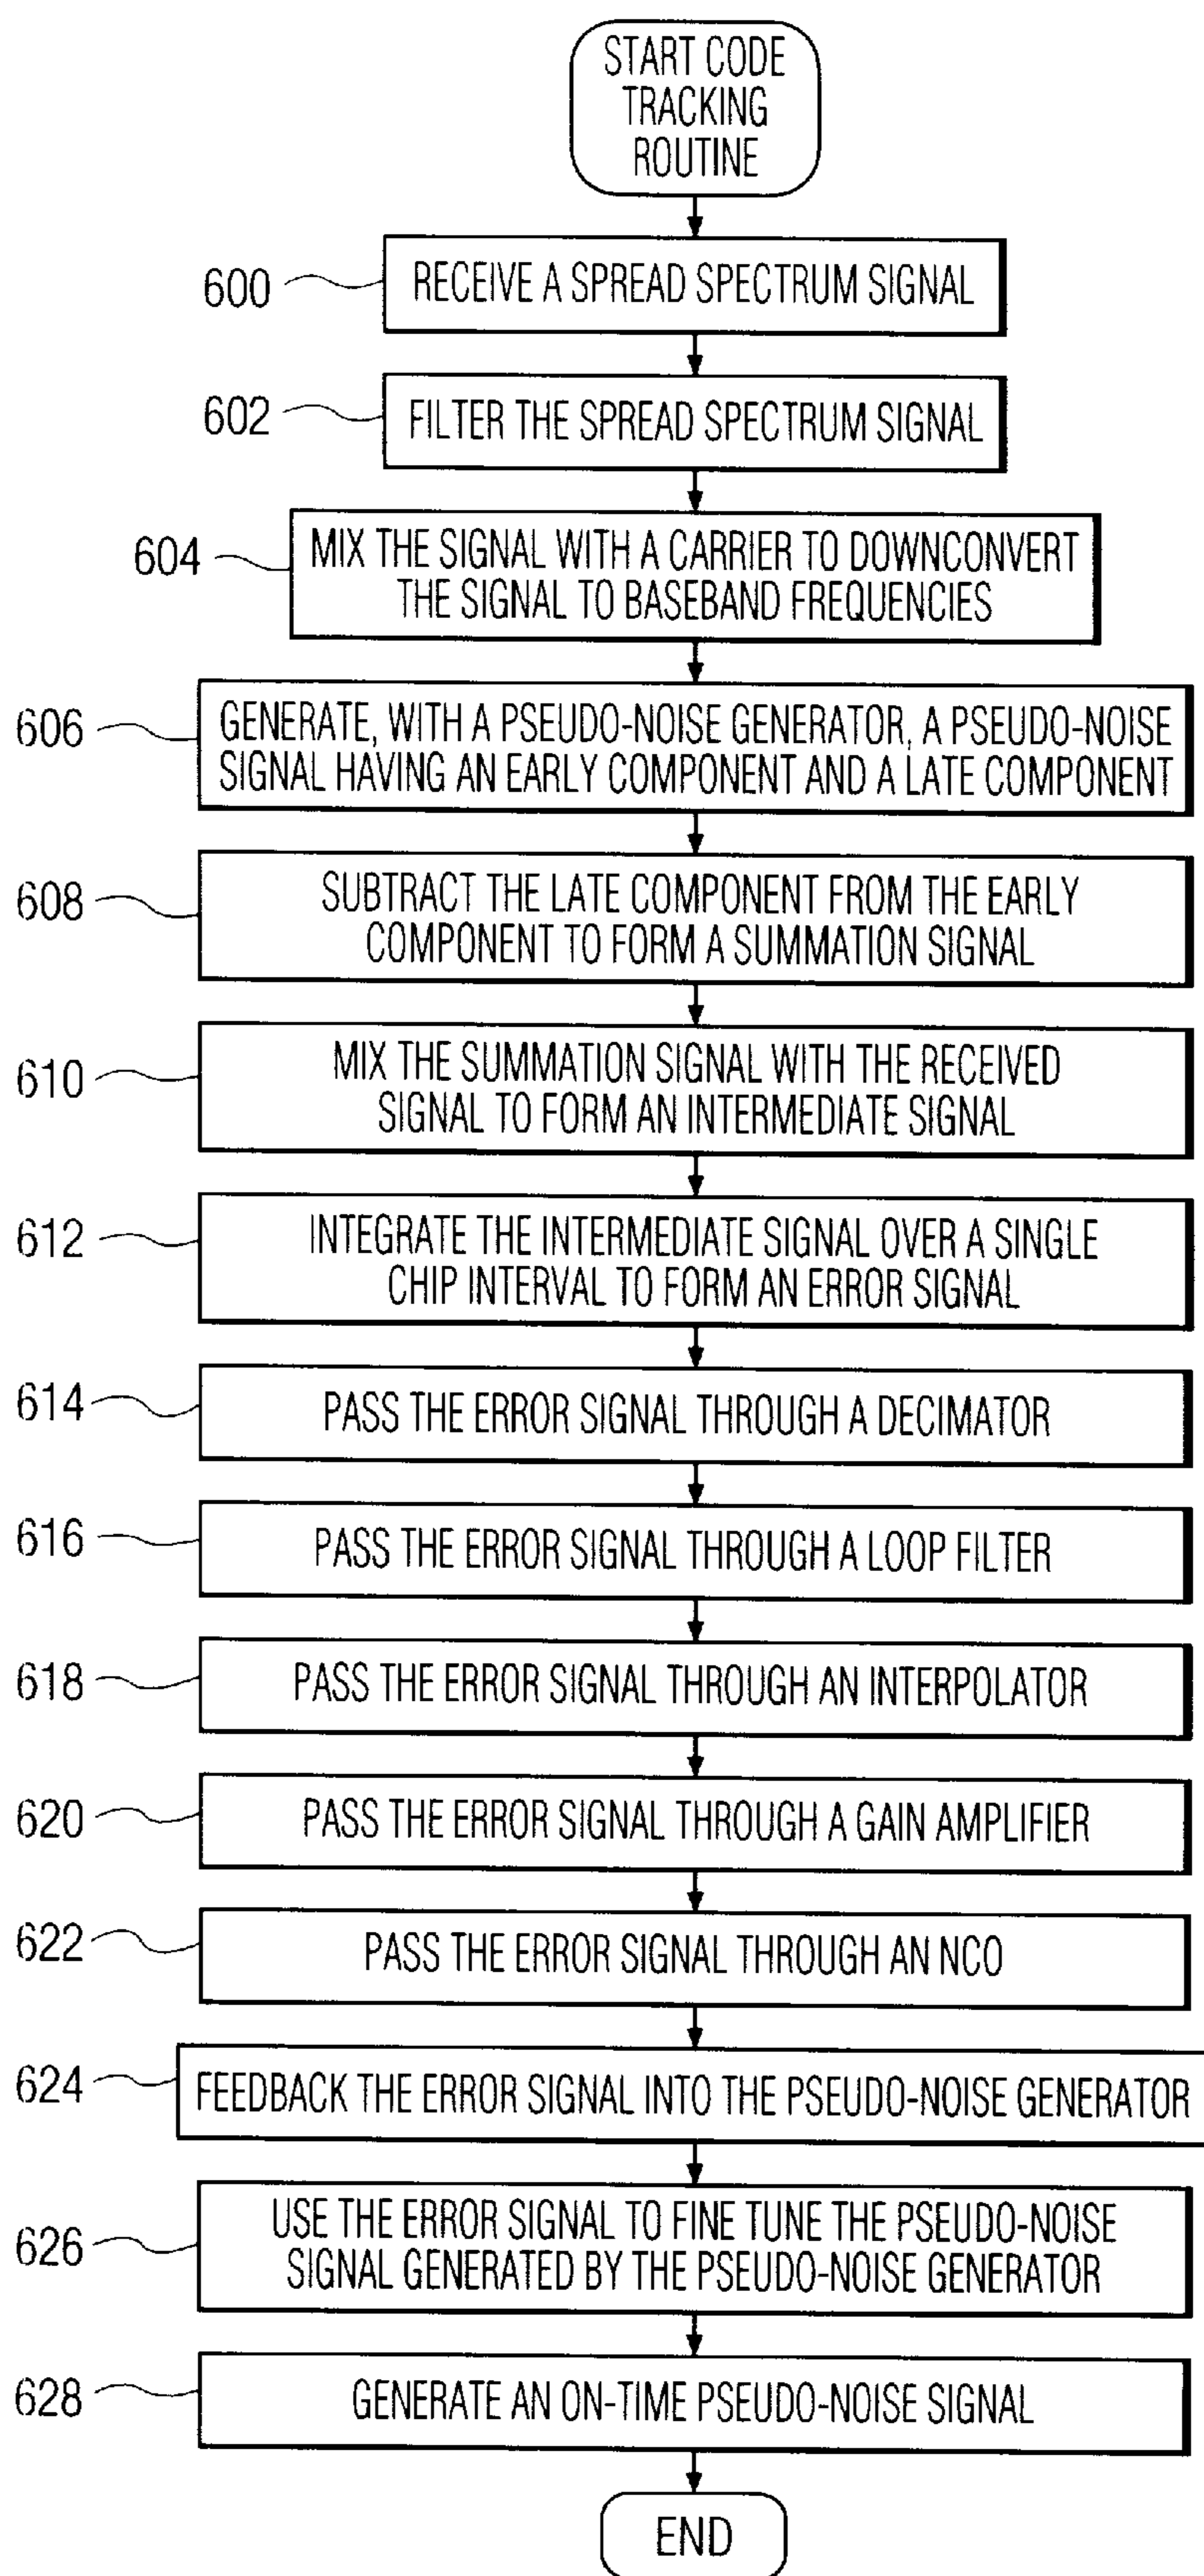 START CODE
TRACKING
ROUTINE
600
RECEIVE A SPREAD SPECTRUM SIGNAL
602
FILTER THE SPREAD SPECTRUM SIGNAL
604
MIX THE SIGNAL WITH A CARRIER TO DOWNCONVERT
THE SIGNAL TO BASEBAND FREQUENCIES
606
GENERATE, WITH A PSEUDO-NOISE GENERATOR, A PSEUDO-NOISE
SIGNAL HAVING AN EARLY COMPONENT AND A LATE COMPONENT
608
SUBTRACT THE LATE COMPONENT FROM THE EARLY
COMPONENT TO FORM A SUMMATION SIGNAL
610
MIX THE SUMMATION SIGNAL WITH THE RECEIVED
SIGNAL TO FORM AN INTERMEDIATE SIGNAL
612
INTEGRATE THE INTERMEDIATE SIGNAL OVER A SINGLE
CHIP INTERVAL TO FORM AN ERROR SIGNAL
614
PASS THE ERROR SIGNAL THROUGH A DECIMATOR
616
PASS THE ERROR SIGNAL THROUGH A LOOP FILTER
618
PASS THE ERROR SIGNAL THROUGH AN INTERPOLATOR
620
PASS THE ERROR SIGNAL THROUGH A GAIN AMPLIFIER
622
PASS THE ERROR SIGNAL THROUGH AN NCO
624
FEEDBACK THE ERROR SIGNAL INTO THE PSEUDO-NOISE GENERATOR
626
USE THE ERROR SIGNAL TO FINE TUNE THE PSEUDO-NOISE
SIGNAL GENERATED BY THE PSEUDO-NOISE GENERATOR
628
GENERATE AN ON-TIME PSEUDO-NOISE SIGNAL
END